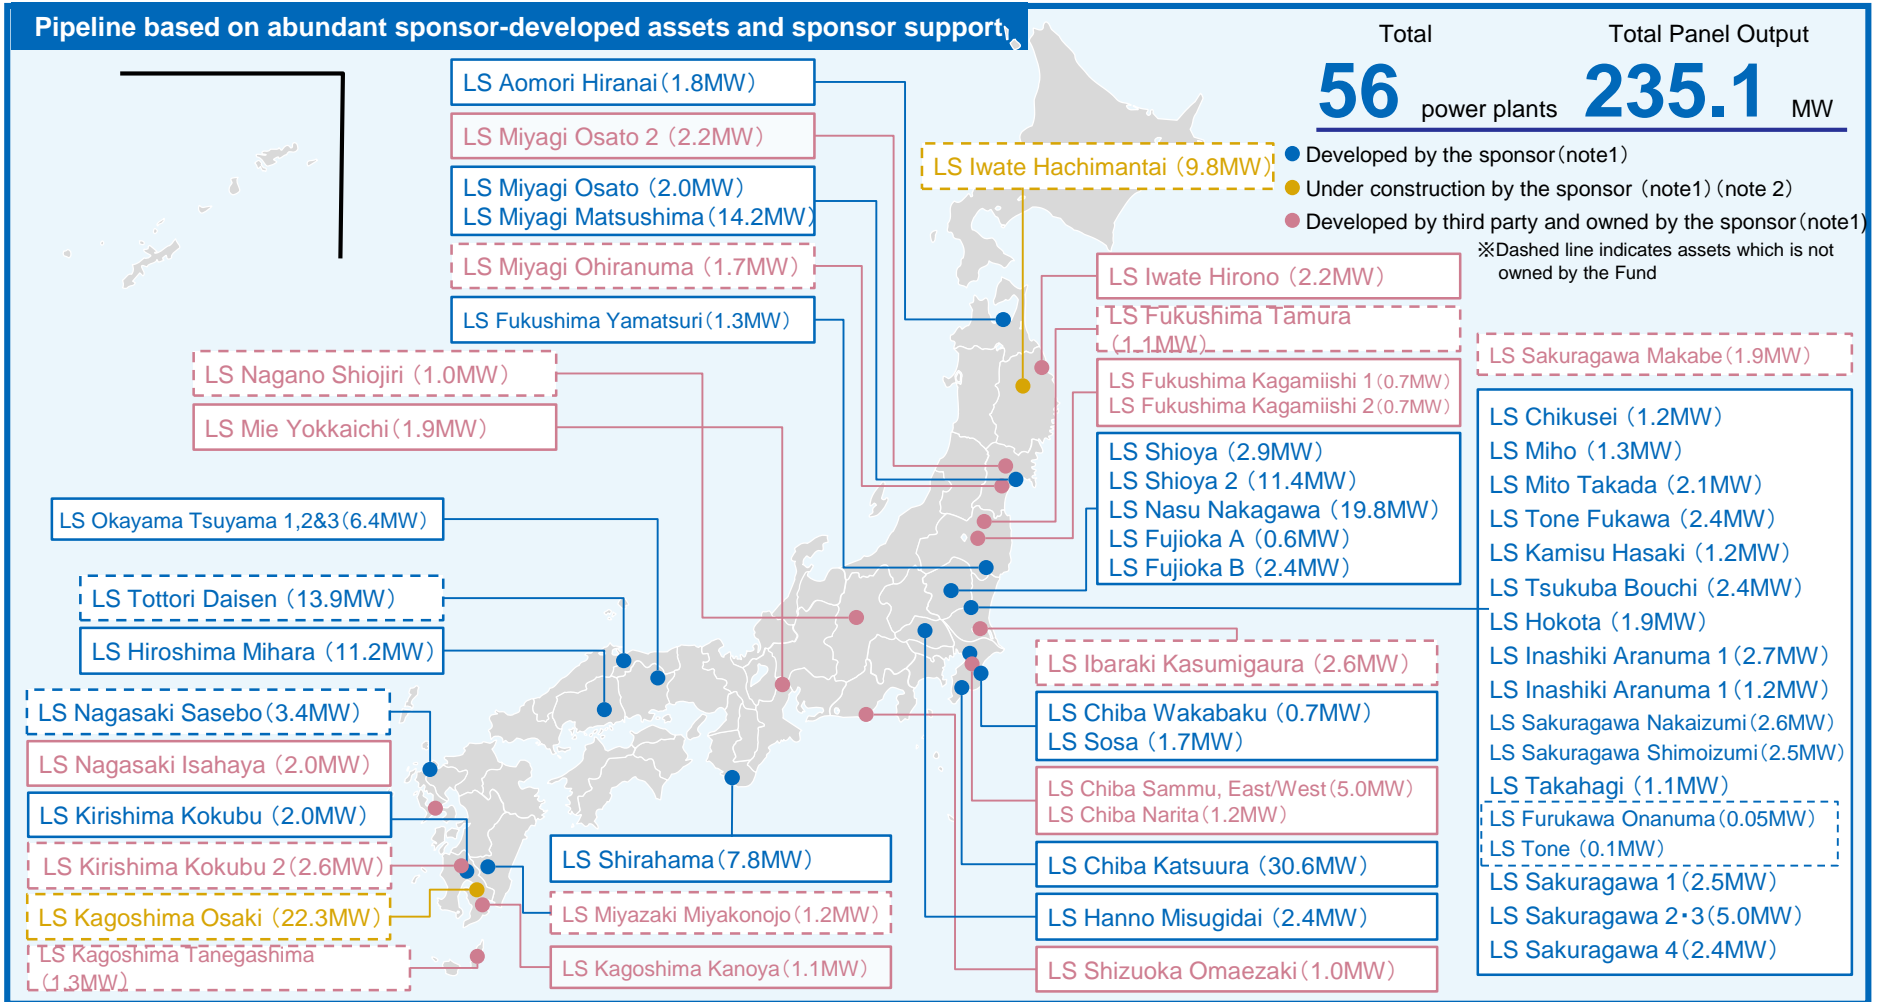 Pipeline based on abundant sponsor-developed assets and sponsor support
Total
Total Panel Output
56 power plants 235.1 MW
Developed by the sponsor(note1)
Under construction by the sponsor (note1)(note 2)
Developed by third party and owned by the sponsor(note1)
※Dashed line indicates assets which is not
owned by the Fund
LS Aomori Hiranai(1.8MW)
LS Miyagi Osato 2 (2.2MW)
LS Miyagi Osato (2.0MW)
LS Miyagi Matsushima(14.2MW)
LS Miyagi Ohiranuma (1.7MW)
LS Fukushima Yamatsuri(1.3MW)
LS Nagano Shiojiri (1.0MW)
LS Mie Yokkaichi(1.9MW)
LS Okayama Tsuyama 1,2&3(6.4MW)
LS Tottori Daisen (13.9MW)
LS Hiroshima Mihara (11.2MW)
LS Nagasaki Sasebo(3.4MW)
LS Nagasaki Isahaya (2.0MW)
LS Kirishima Kokubu (2.0MW)
LS Kirishima Kokubu 2(2.6MW)
LS Kagoshima Osaki (22.3MW)
LS Kagoshima Tanegashima
(1.3MW)
LS Shirahama(7.8MW)
LS Miyazaki Miyakonojo(1.2MW)
LS Kagoshima Kanoya(1.1MW)
LS Iwate Hachimantai (9.8MW)
LS Iwate Hirono (2.2MW)
LS Fukushima Tamura
(1.1MW)
LS Fukushima Kagamiishi 1(0.7MW)
LS Fukushima Kagamiishi 2(0.7MW)
LS Shioya (2.9MW)
LS Shioya 2 (11.4MW)
LS Nasu Nakagawa (19.8MW)
LS Fujioka A (0.6MW)
LS Fujioka B (2.4MW)
LS Ibaraki Kasumigaura (2.6MW)
LS Chiba Wakabaku (0.7MW)
LS Sosa (1.7MW)
LS Chiba Sammu, East/West(5.0MW)
LS Chiba Narita(1.2MW)
LS Chiba Katsuura (30.6MW)
LS Hanno Misugidai (2.4MW)
LS Shizuoka Omaezaki(1.0MW)
LS Sakuragawa Makabe(1.9MW)
LS Chikusei (1.2MW)
LS Miho (1.3MW)
LS Mito Takada (2.1MW)
LS Tone Fukawa (2.4MW)
LS Kamisu Hasaki (1.2MW)
LS Tsukuba Bouchi (2.4MW)
LS Hokota (1.9MW)
LS Inashiki Aranuma 1(2.7MW)
LS Inashiki Aranuma 1(1.2MW)
LS Sakuragawa Nakaizumi(2.6MW)
LS Sakuragawa Shimoizumi(2.5MW)
LS Takahagi (1.1MW)
LS Furukawa Onanuma(0.05MW)
LS Tone (0.1MW)
LS Sakuragawa 1(2.5MW)
LS Sakuragawa 2・3(5.0MW)
LS Sakuragawa 4(2.4MW)